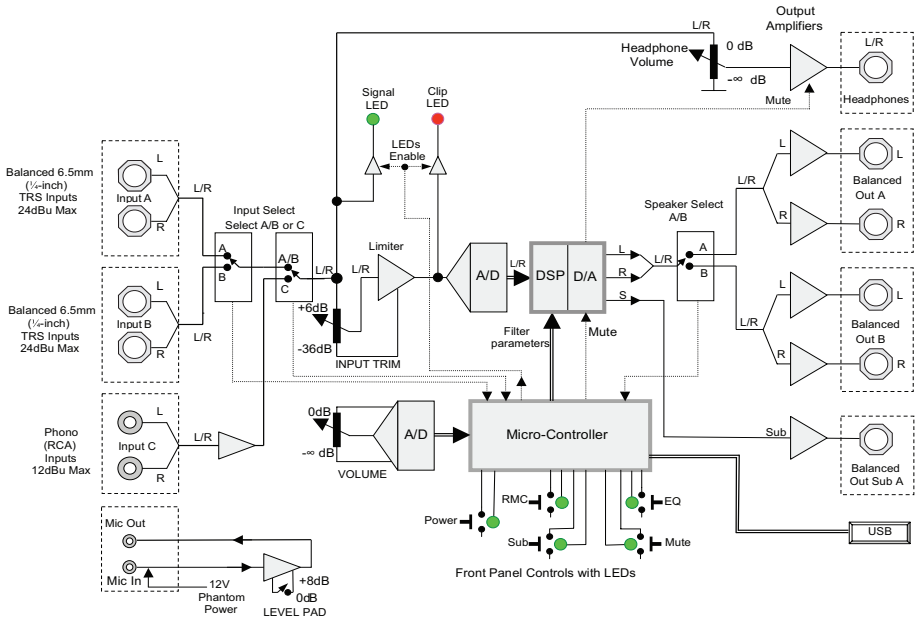 Output
Amplifiers
L/R
Headphone
Volume
0 dB
-∞ dB
L/R
Headphones
Mute
Signal
LED
Clip
LED
LEDs
Enable
Balanced 6.5mm
(¼-inch)
TRS Inputs
24dBu Max
L
Input A
R
L/R
Input Select
Select A/B or C
A
B
A/B
C
L/R
L/R
Limiter
+6dB
-36dB
INPUT TRIM
A/D
L/R
DSP
D/A
L
R
S
Filter
parameters
Mute
L/R
Speaker Select
A/B
A
B
L/R
L
R
L
Balanced
Out A
R
L/R
L
R
L
Balanced
Out B
R
Balanced 6.5mm
(¼-inch)
TRS Inputs
24dBu Max
L
Input B
R
L/R
Phono
(RCA)
Inputs
12dBu Max
L
Input C
R
L/R
0dB
-∞ dB
VOLUME
A/D
Micro-Controller
Sub
Balanced
Out Sub A
Power
RMC
Sub
EQ
Mute
Front Panel Controls with LEDs
USB
Mic Out
Mic In
12V
Phantom
Power
+8dB
0dB
LEVEL PAD